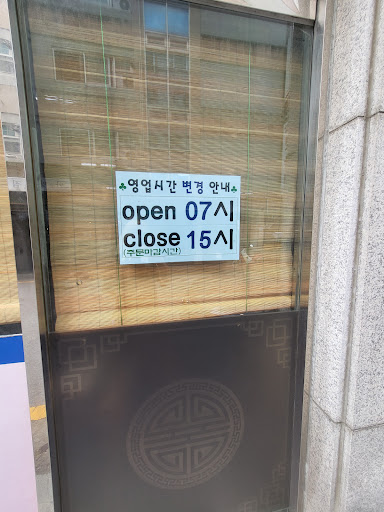 ♣영업시간 변경 안내♣
open 07시
close 15시
(주문마감시간)